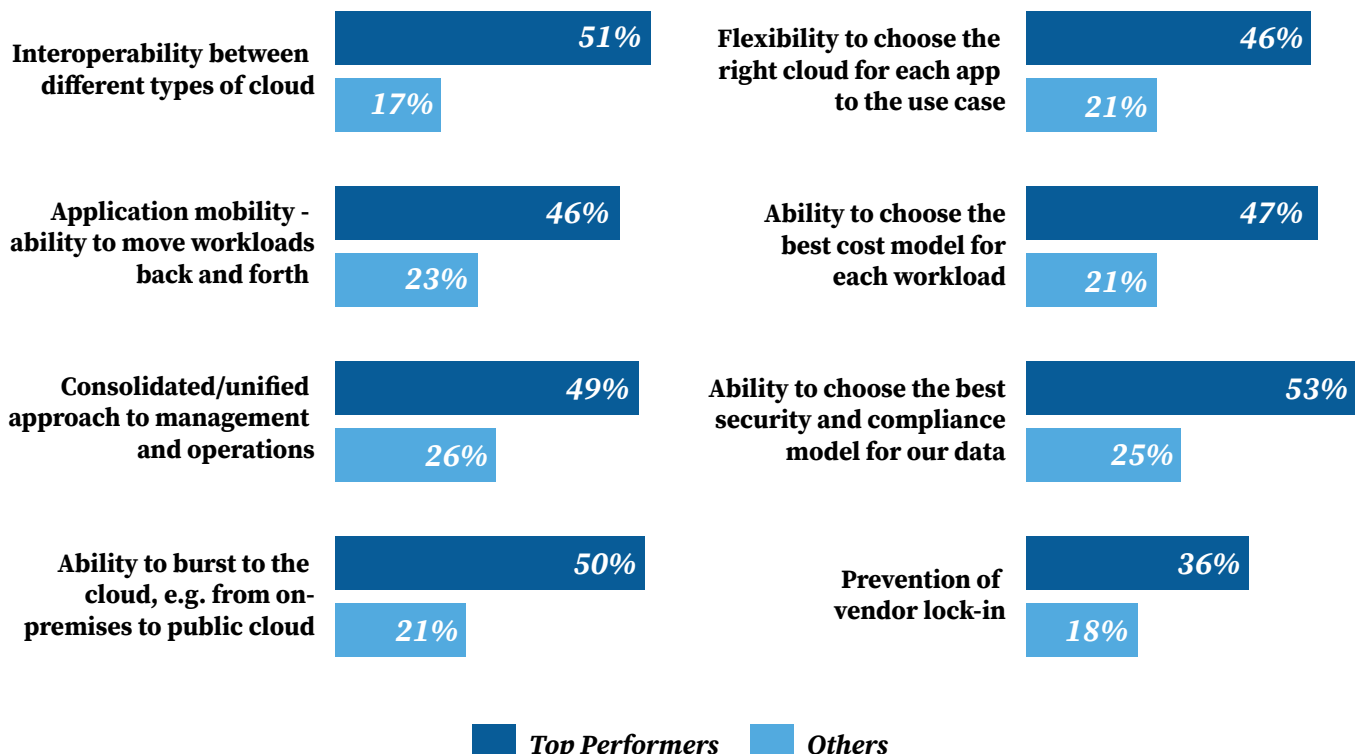 Interoperability between
different types of cloud
51%
17%
Application mobility -
ability to move workloads
back and forth
46%
23%
Consolidated/unified
approach to management
and operations
49%
26%
Ability to burst to the
cloud, e.g. from on-
premises to public cloud
50%
21%
Flexibility to choose the
right cloud for each app
to the use case
46%
21%
Ability to choose the
best cost model for
each workload
47%
21%
Ability to choose the best
security and compliance
model for our data
53%
25%
Prevention of
vendor lock-in
36%
18%
Top Performers
Others